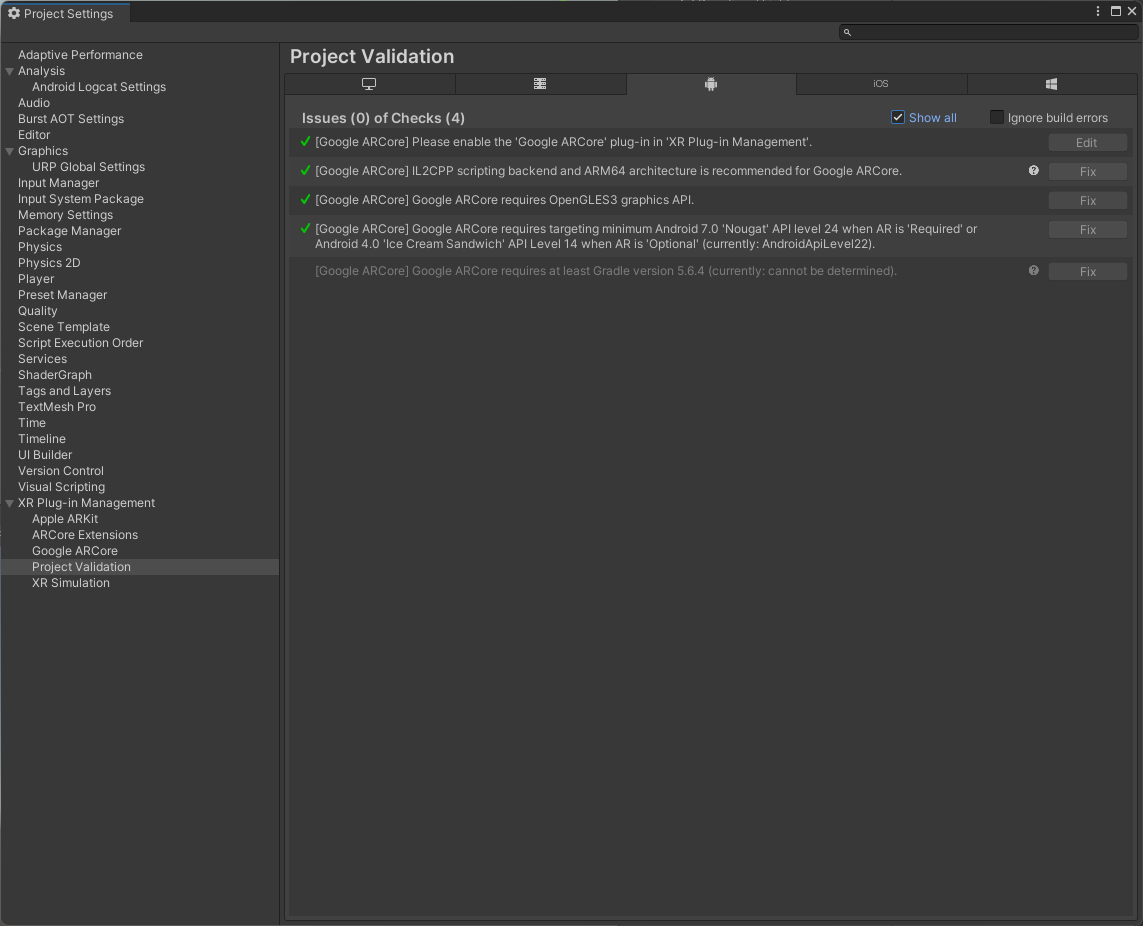 Project Settings
Adaptive Performance
Analysis
Android Logcat Settings
Audio
Burst AOT Settings
Editor
Graphics
URP Global Settings
Input Manager
Input System Package
Memory Settings
Package Manager
Physics
Physics 2D
Player
Preset Manager
Quality
Scene Template
Script Execution Order
Services
ShaderGraph
Tags and Layers
TextMesh Pro
Time
Timeline
UI Builder
Version Control
Visual Scripting
XR Plug-in Management
Apple ARKit
ARCore Extensions
Google ARCore
Project Validation
XR Simulation
Project Validation
iOS
Issues (0) of Checks (4)
Show all
Ignore build errors
[Google ARCore] Please enable the 'Google ARCore' plug-in in 'XR Plug-in Management'.
Edit
[Google ARCore] IL2CPP scripting backend and ARM64 architecture is recommended for Google ARCore.
Fix
[Google ARCore] Google ARCore requires OpenGLES3 graphics API.
Fix
[Google ARCore] Google ARCore requires targeting minimum Android 7.0 'Nougat' API level 24 when AR is 'Required' or
Android 4.0 'Ice Cream Sandwich' API Level 14 when AR is 'Optional' (currently: AndroidApiLevel22).
Fix
[Google ARCore] Google ARCore requires at least Gradle version 5.6.4 (currently: cannot be determined).
Fix